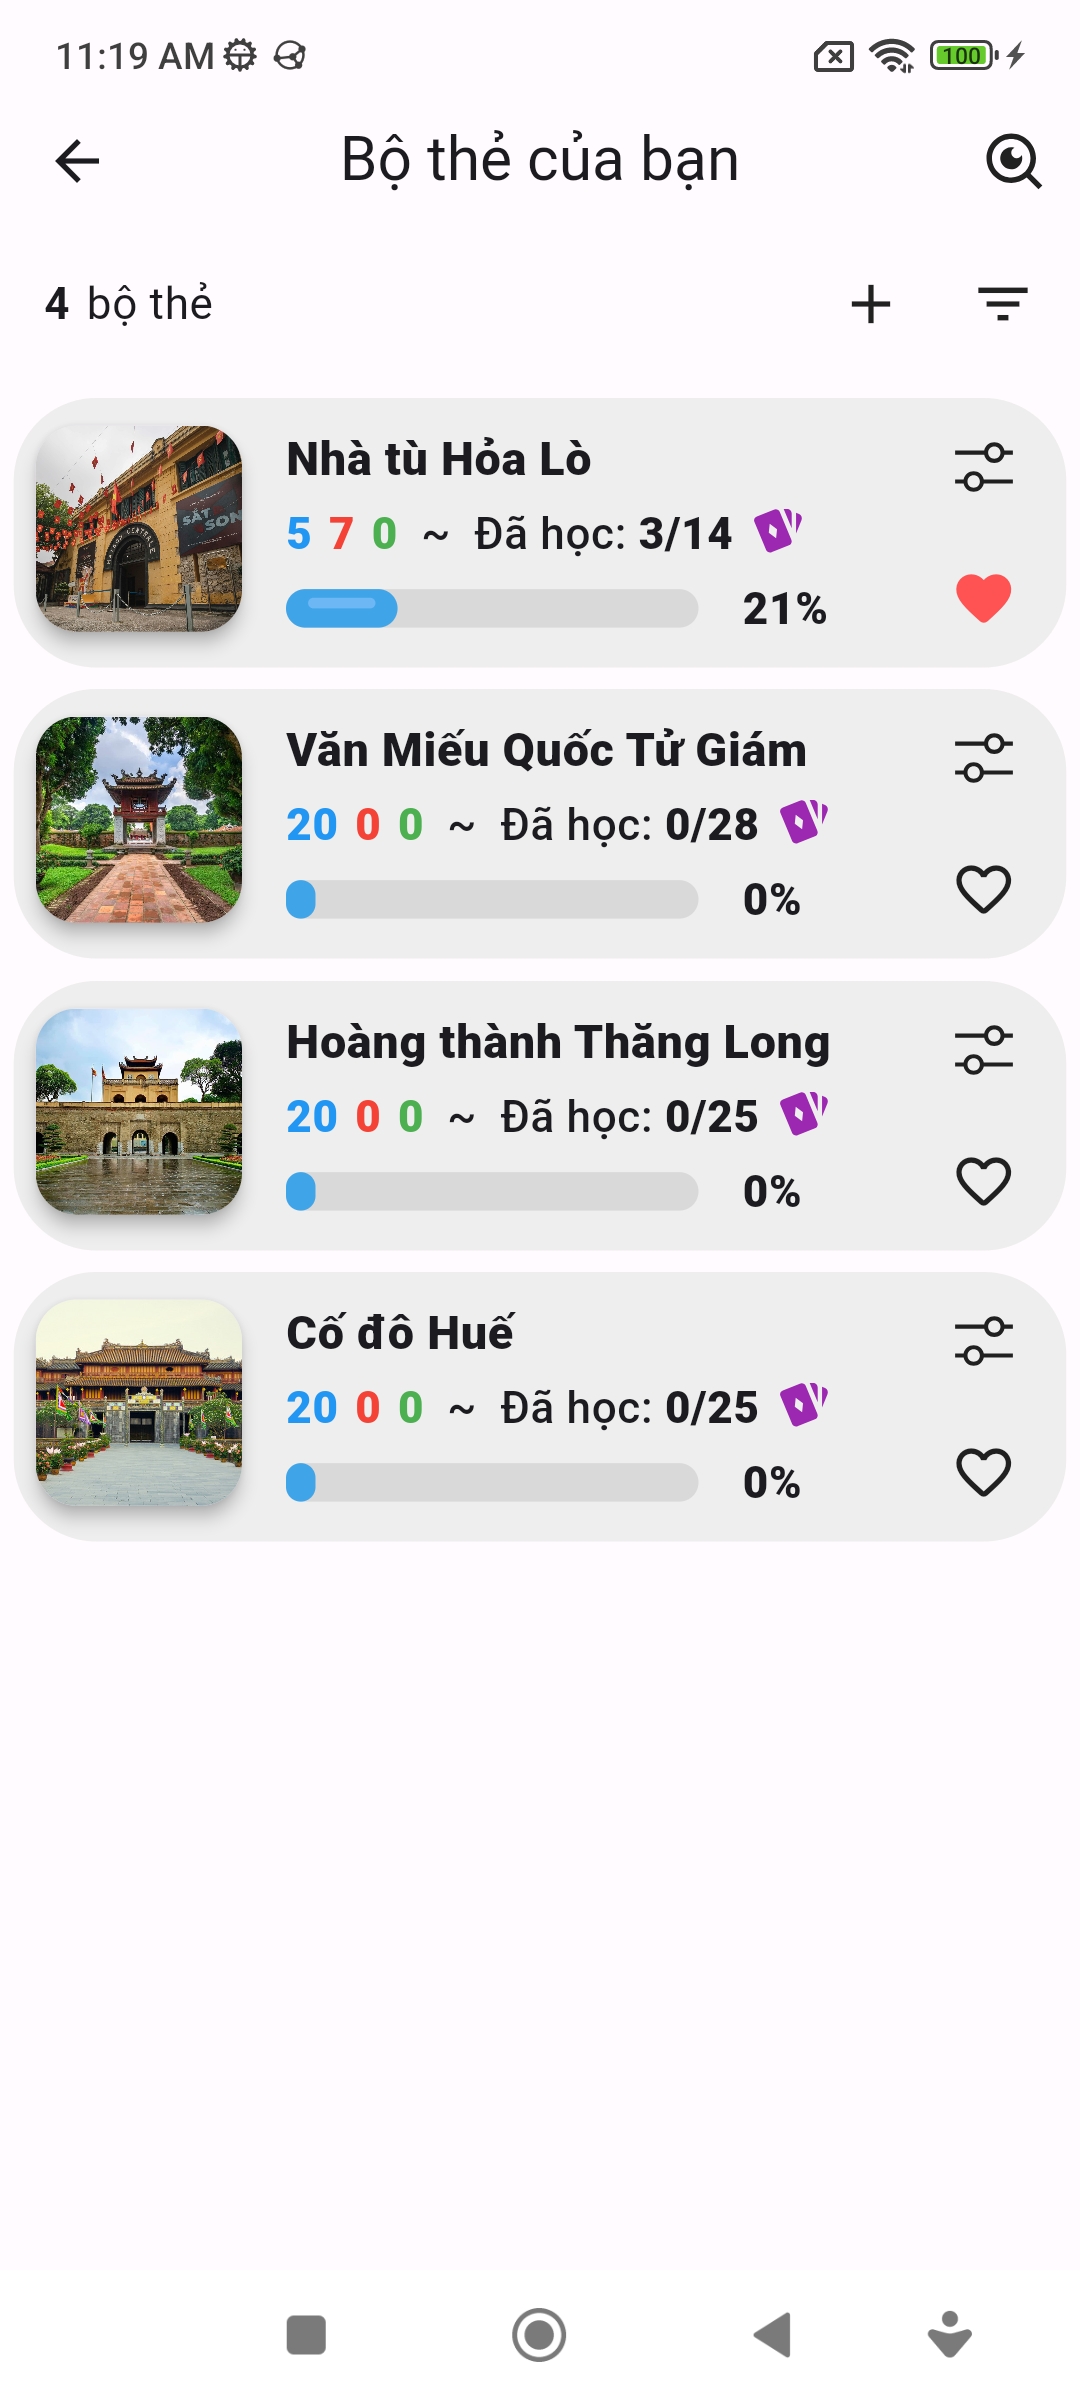 11:19 AM
100
Bộ thẻ của bạn
4 bộ thẻ
Nhà tù Hỏa Lò
5 7 0 ~ Đã học: 3/14
21%
Văn Miếu Quốc Tử Giám
20 0 0 ~ Đã học: 0/28
0%
Hoàng thành Thăng Long
20 0 0 ~ Đã học: 0/25
0%
Cố đô Huế
20 0 0 ~ Đã học: 0/25
0%